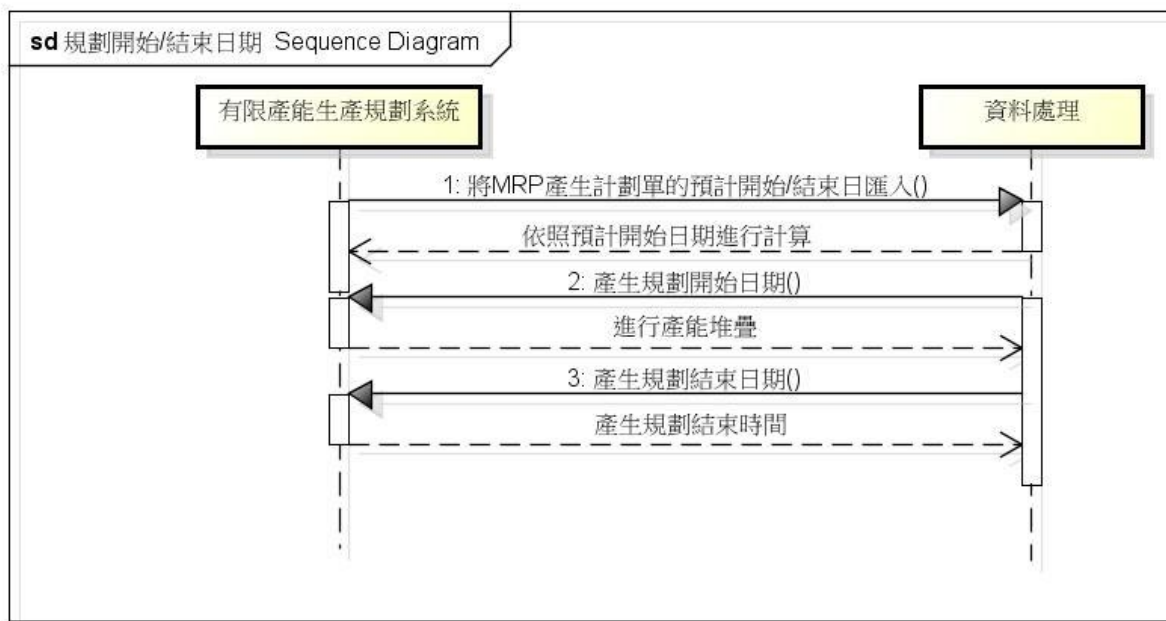 sd 規劃開始/結束日期 Sequence Diagram
有限產能生產規劃系統
資料處理
1: 將MRP產生計劃單的預計開始/結束日匯入()
依照預計開始日期進行計算
2: 產生規劃開始日期()
進行產能堆疊
3: 產生規劃結束日期()
產生規劃結束時間